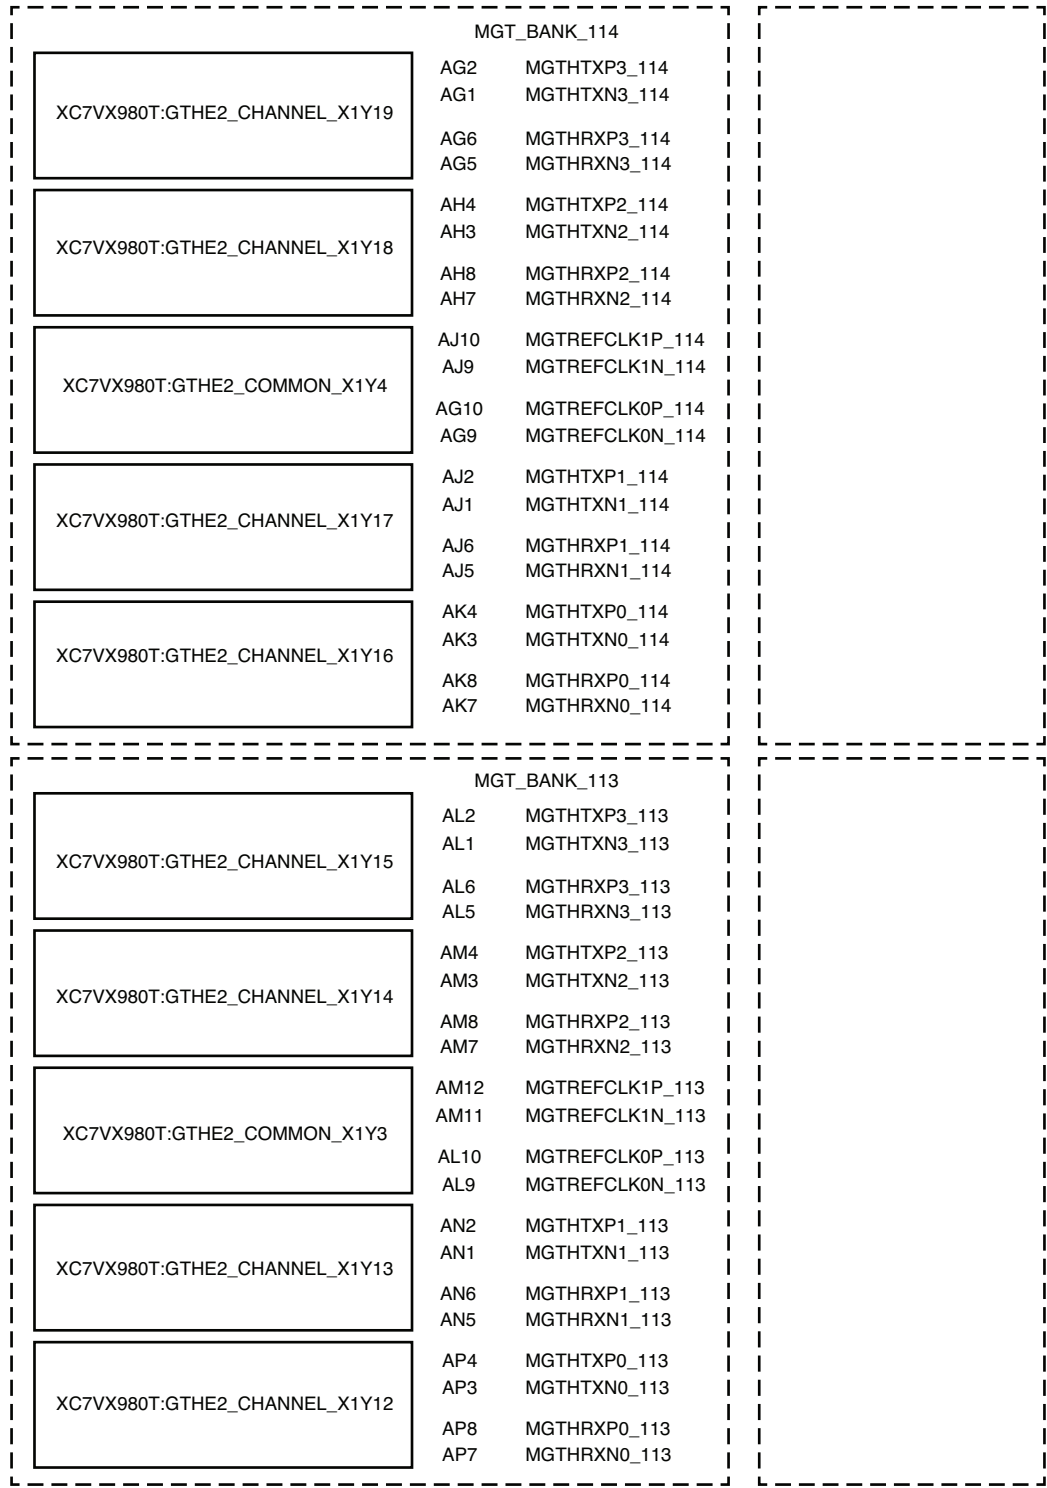 MGT_BANK_114
XC7VX980T:GTHE2_CHANNEL_X1Y19
AG2 MGTHTXP3_114
AG1 MGTHTXN3_114
AG6 MGTHRXP3_114
AG5 MGTHRXN3_114
XC7VX980T:GTHE2_CHANNEL_X1Y18
AH4 MGTHTXP2_114
AH3 MGTHTXN2_114
AH8 MGTHRXP2_114
AH7 MGTHRXN2_114
XC7VX980T:GTHE2_COMMON_X1Y4
AJ10 MGTREFCLK1P_114
AJ9 MGTREFCLK1N_114
AG10 MGTREFCLK0P_114
AG9 MGTREFCLK0N_114
XC7VX980T:GTHE2_CHANNEL_X1Y17
AJ2 MGTHTXP1_114
AJ1 MGTHTXN1_114
AJ6 MGTHRXP1_114
AJ5 MGTHRXN1_114
XC7VX980T:GTHE2_CHANNEL_X1Y16
AK4 MGTHTXP0_114
AK3 MGTHTXN0_114
AK8 MGTHRXP0_114
AK7 MGTHRXN0_114
MGT_BANK_113
XC7VX980T:GTHE2_CHANNEL_X1Y15
AL2 MGTHTXP3_113
AL1 MGTHTXN3_113
AL6 MGTHRXP3_113
AL5 MGTHRXN3_113
XC7VX980T:GTHE2_CHANNEL_X1Y14
AM4 MGTHTXP2_113
AM3 MGTHTXN2_113
AM8 MGTHRXP2_113
AM7 MGTHRXN2_113
XC7VX980T:GTHE2_COMMON_X1Y3
AM12 MGTREFCLK1P_113
AM11 MGTREFCLK1N_113
AL10 MGTREFCLK0P_113
AL9 MGTREFCLK0N_113
XC7VX980T:GTHE2_CHANNEL_X1Y13
AN2 MGTHTXP1_113
AN1 MGTHTXN1_113
AN6 MGTHRXP1_113
AN5 MGTHRXN1_113
XC7VX980T:GTHE2_CHANNEL_X1Y12
AP4 MGTHTXP0_113
AP3 MGTHTXN0_113
AP8 MGTHRXP0_113
AP7 MGTHRXN0_113